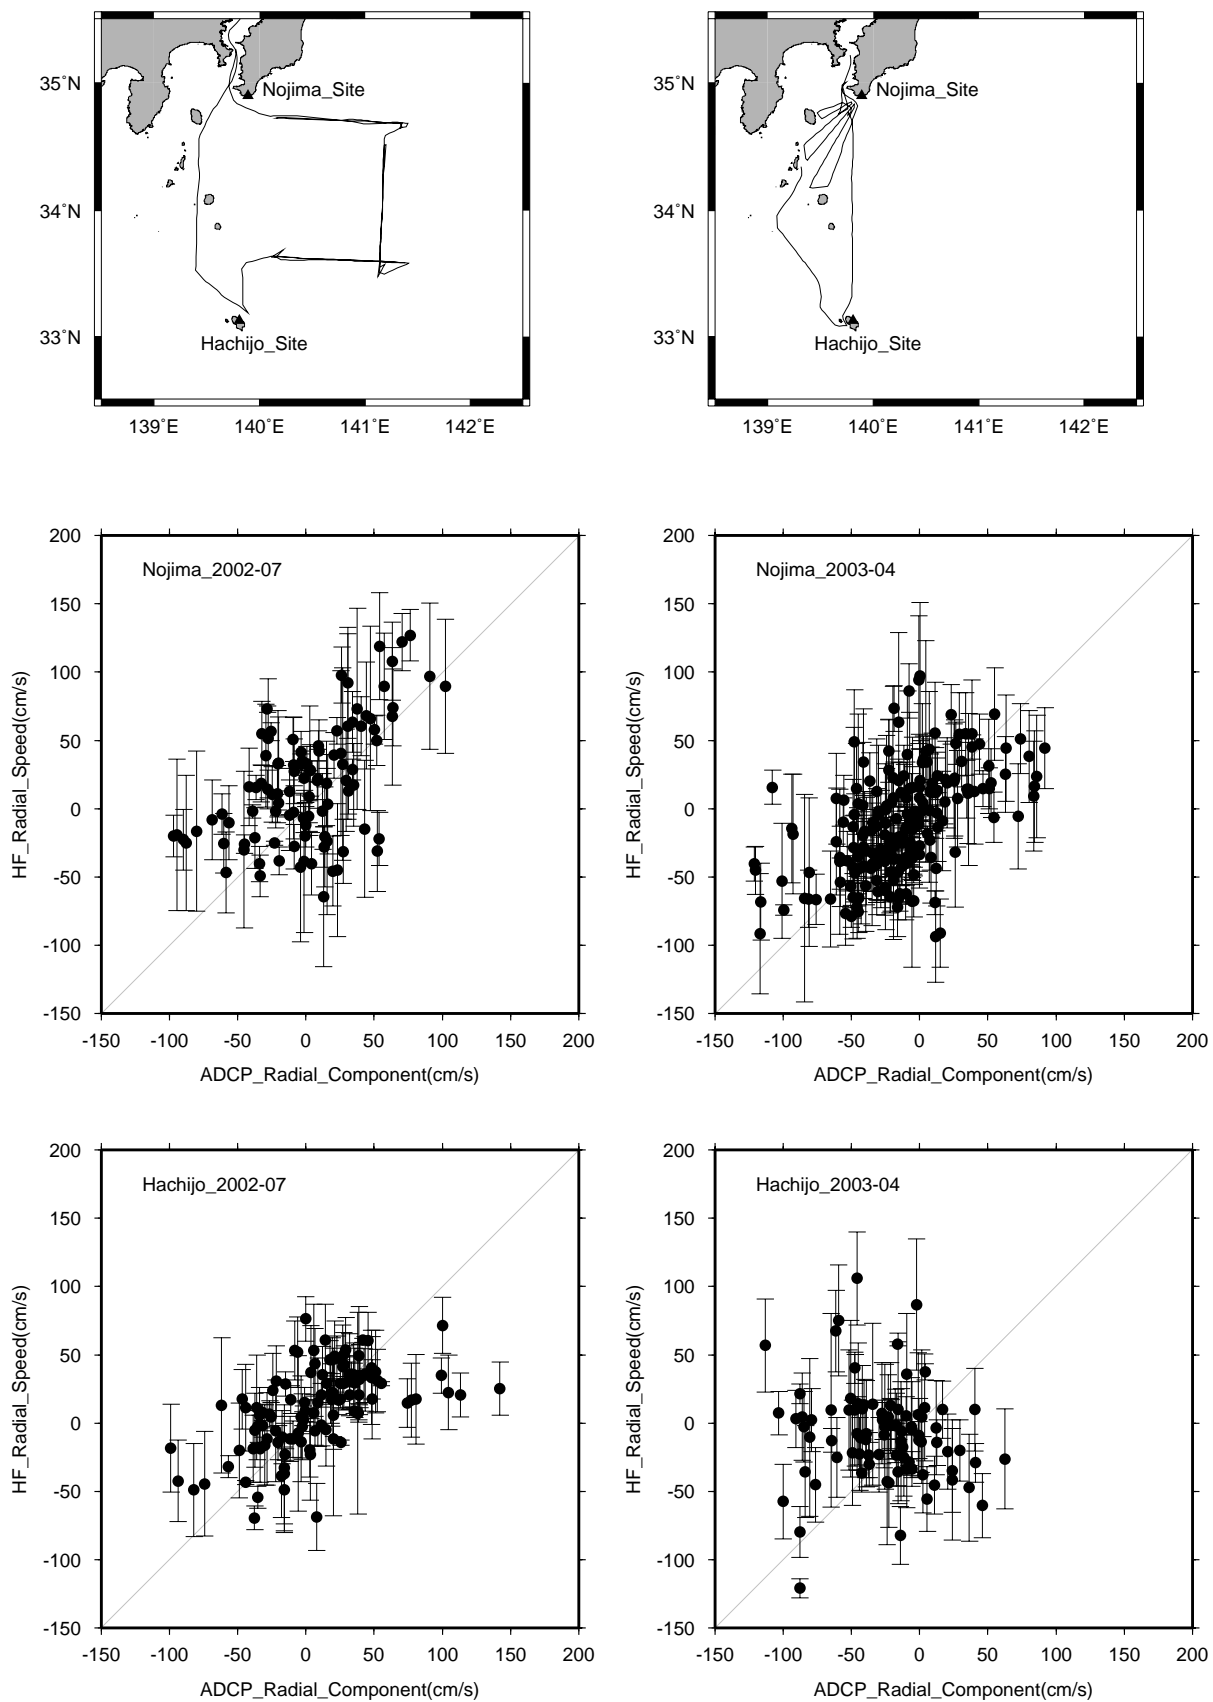 35˚N
34˚N
33˚N
139˚E 140˚E 141˚E 142˚E
Nojima_Site
Hachijo_Site
139˚E 140˚E 141˚E 142˚E
Nojima_Site
Hachijo_Site
200
150
100
50
0
-50
-100
-150
HF_Radial_Speed(cm/s)
Nojima_2002-07
-150 -100 -50 0 50 100 150 200
ADCP_Radial_Component(cm/s)
200
150
100
50
0
-50
-100
-150
HF_Radial_Speed(cm/s)
Nojima_2003-04
-150 -100 -50 0 50 100 150 200
ADCP_Radial_Component(cm/s)
200
150
100
50
0
-50
-100
-150
HF_Radial_Speed(cm/s)
Hachijo_2002-07
-150 -100 -50 0 50 100 150 200
ADCP_Radial_Component(cm/s)
200
150
100
50
0
-50
-100
-150
HF_Radial_Speed(cm/s)
Hachijo_2003-04
-150 -100 -50 0 50 100 150 200
ADCP_Radial_Component(cm/s)
35˚N
34˚N
33˚N